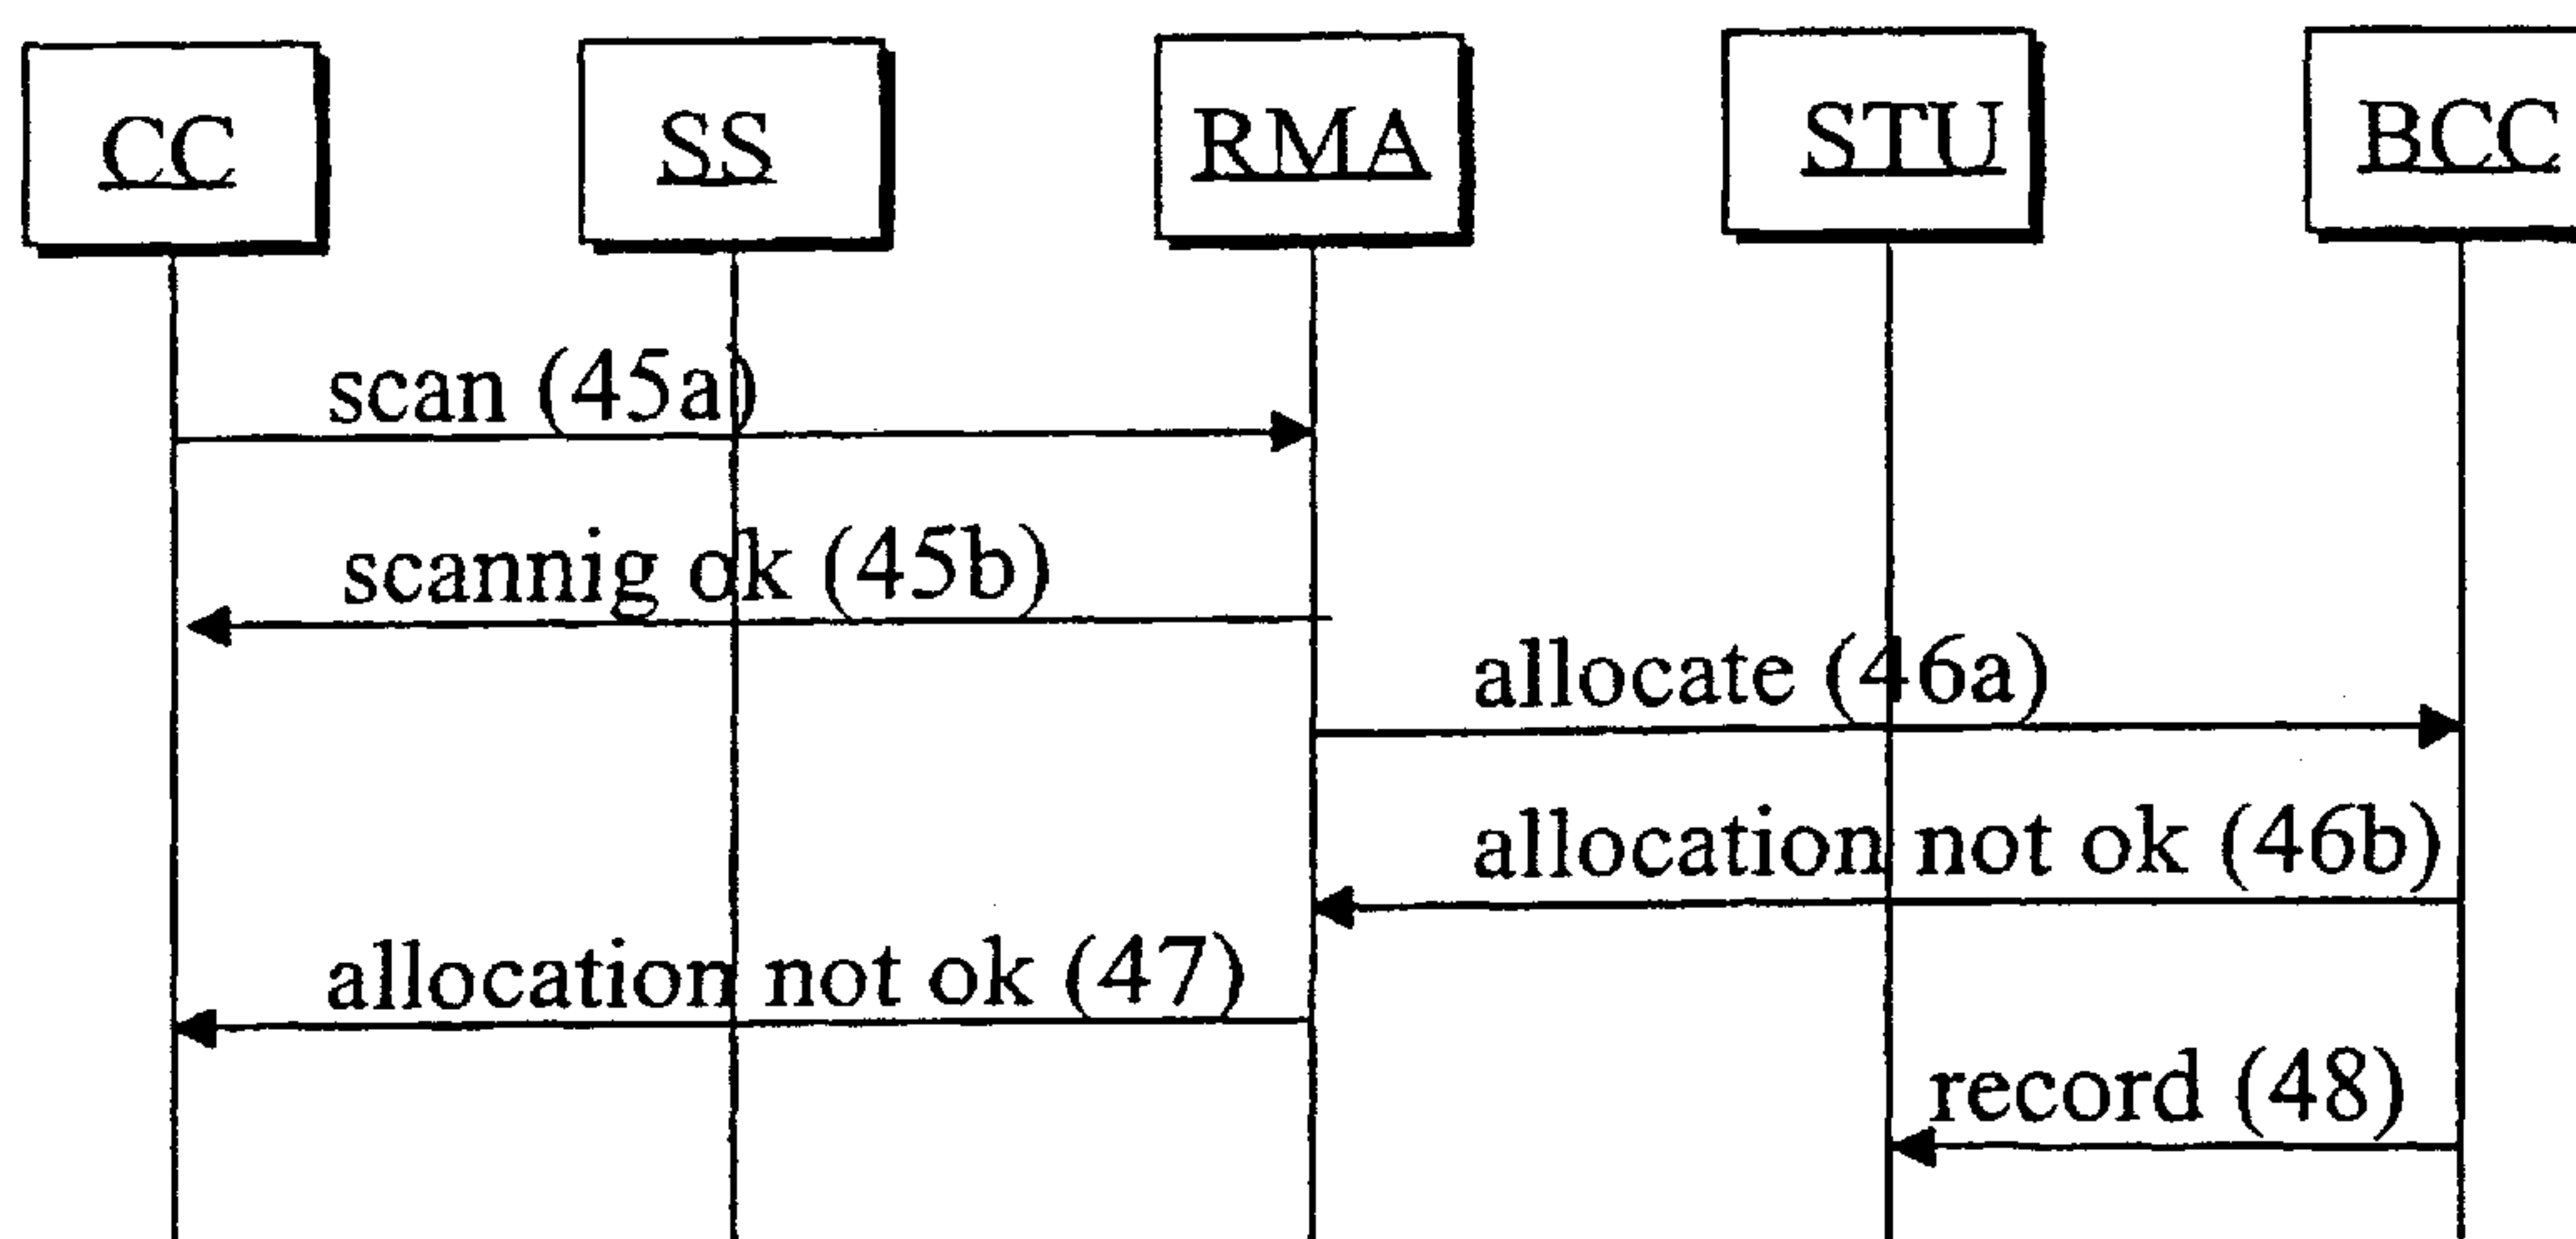 CC
SS
RMA
STU
BCC
scan (45a)
scannig ok (45b)
allocate (46a)
allocation not ok (46b)
allocation not ok (47)
record (48)